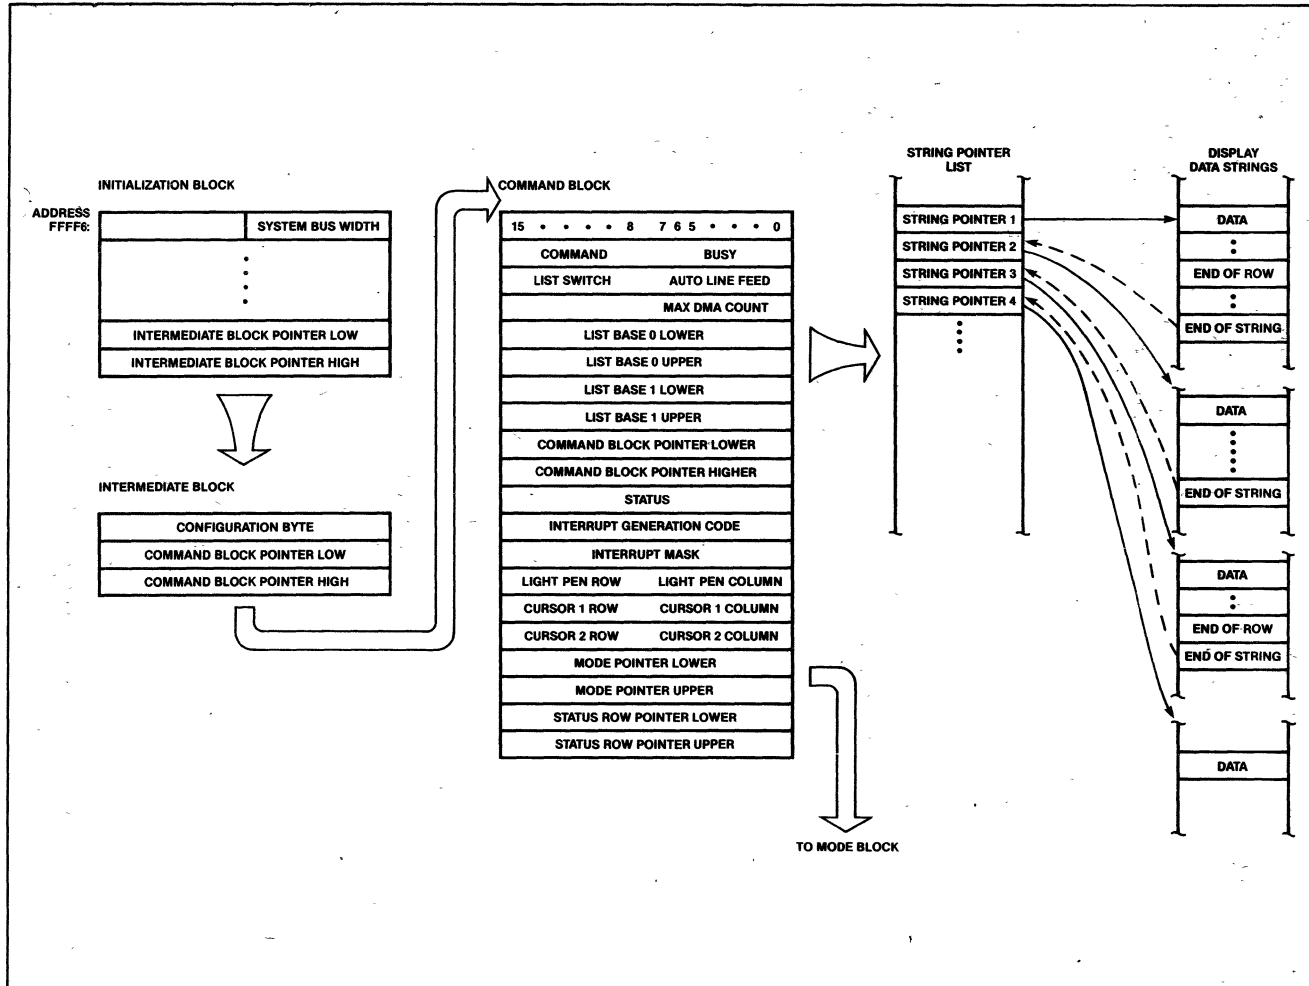 INITIALIZATION BLOCK
ADDRESS
FFFF6:
SYSTEM BUS WIDTH
INTERMEDIATE BLOCK POINTER LOW
INTERMEDIATE BLOCK POINTER HIGH
INTERMEDIATE BLOCK
CONFIGURATION BYTE
COMMAND BLOCK POINTER LOW
COMMAND BLOCK POINTER HIGH
COMMAND BLOCK
15 • • • • 8 7 6 5 • • • 0
COMMAND BUSY
LIST SWITCH AUTO LINE FEED
MAX DMA COUNT
LIST BASE 0 LOWER
LIST BASE 0 UPPER
LIST BASE 1 LOWER
LIST BASE 1 UPPER
COMMAND BLOCK POINTER LOWER
COMMAND BLOCK POINTER HIGHER
STATUS
INTERRUPT GENERATION CODE
INTERRUPT MASK
LIGHT PEN ROW LIGHT PEN COLUMN
CURSOR 1 ROW CURSOR 1 COLUMN
CURSOR 2 ROW CURSOR 2 COLUMN
MODE POINTER LOWER
MODE POINTER UPPER
STATUS ROW POINTER LOWER
STATUS ROW POINTER UPPER
TO MODE BLOCK
STRING POINTER
LIST
STRING POINTER 1
STRING POINTER 2
STRING POINTER 3
STRING POINTER 4
DISPLAY
DATA STRINGS
DATA
END OF ROW
END OF STRING
DATA
END OF STRING
DATA
END OF ROW
END OF STRING
DATA